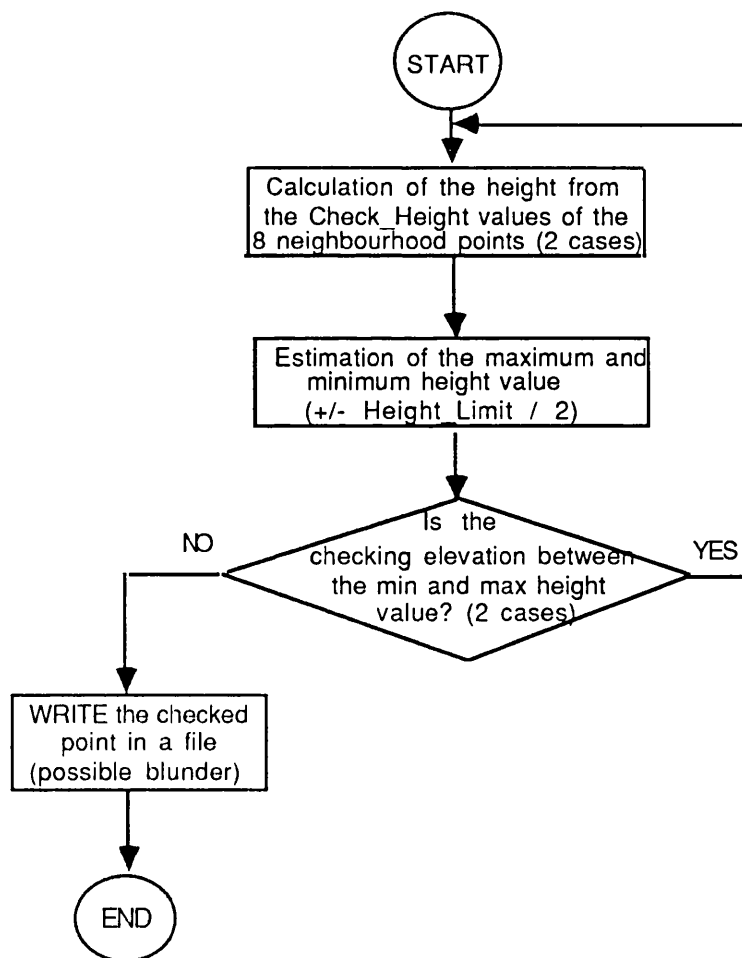 START
Calculation of the height from
the Check_Height values of the
8 neighbourhood points (2 cases)
Estimation of the maximum and
minimum height value
(+/- Height_Limit / 2)
Is the
checking elevation between
the min and max height
value? (2 cases)
NO
YES
WRITE the checked
point in a file
(possible blunder)
END